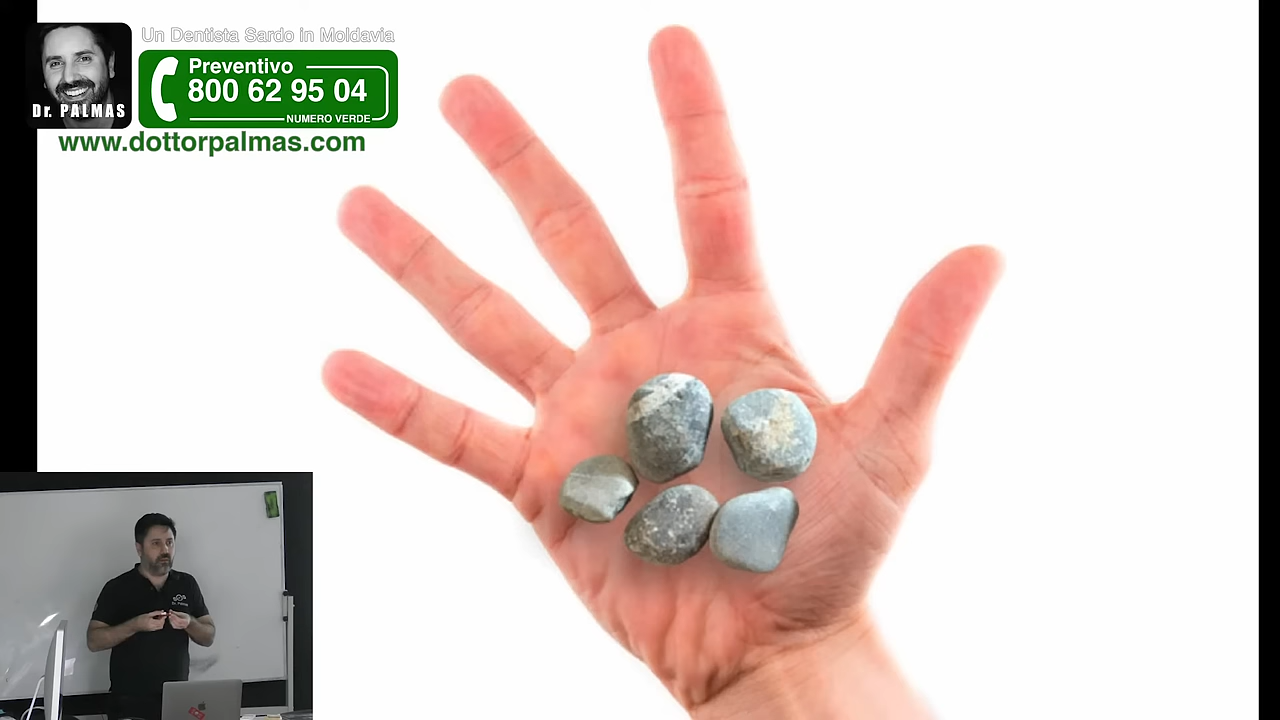 Un Dentista Sardo in Moldavia
Preventivo
800 62 95 04
NUMERO VERDE
Dr. PALMAS
www.dottorpalmas.com